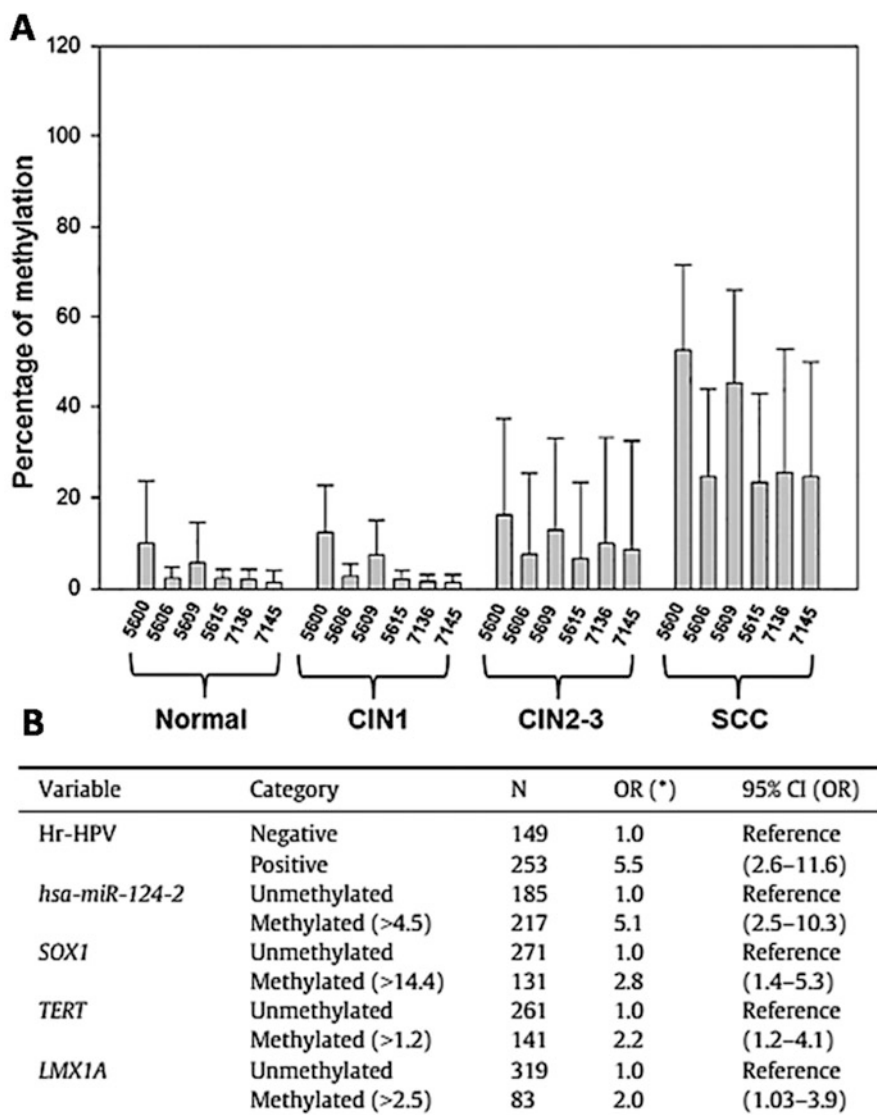 A
120
100
80
60
40
20
0
Percentage of methylation
5600 5606 5609 5615 7136 7145 5600 5606 5609 5615 7136 7145 5600 5606 5609 5615 7136 7145 5600 5606 5609 5615 7136 7145
Normal CIN1 CIN2-3 SCC
B
Variable Category N OR (*) 95% CI (OR)
Hr-HPV Negative 149 1.0 Reference
Positive 253 5.5 (2.6–11.6)
hsa-miR-124-2 Unmethylated 185 1.0 Reference
Methylated (>4.5) 217 5.1 (2.5–10.3)
SOX1 Unmethylated 271 1.0 Reference
Methylated (>14.4) 131 2.8 (1.4–5.3)
TERT Unmethylated 261 1.0 Reference
Methylated (>1.2) 141 2.2 (1.2–4.1)
LMX1A Unmethylated 319 1.0 Reference
Methylated (>2.5) 83 2.0 (1.03–3.9)